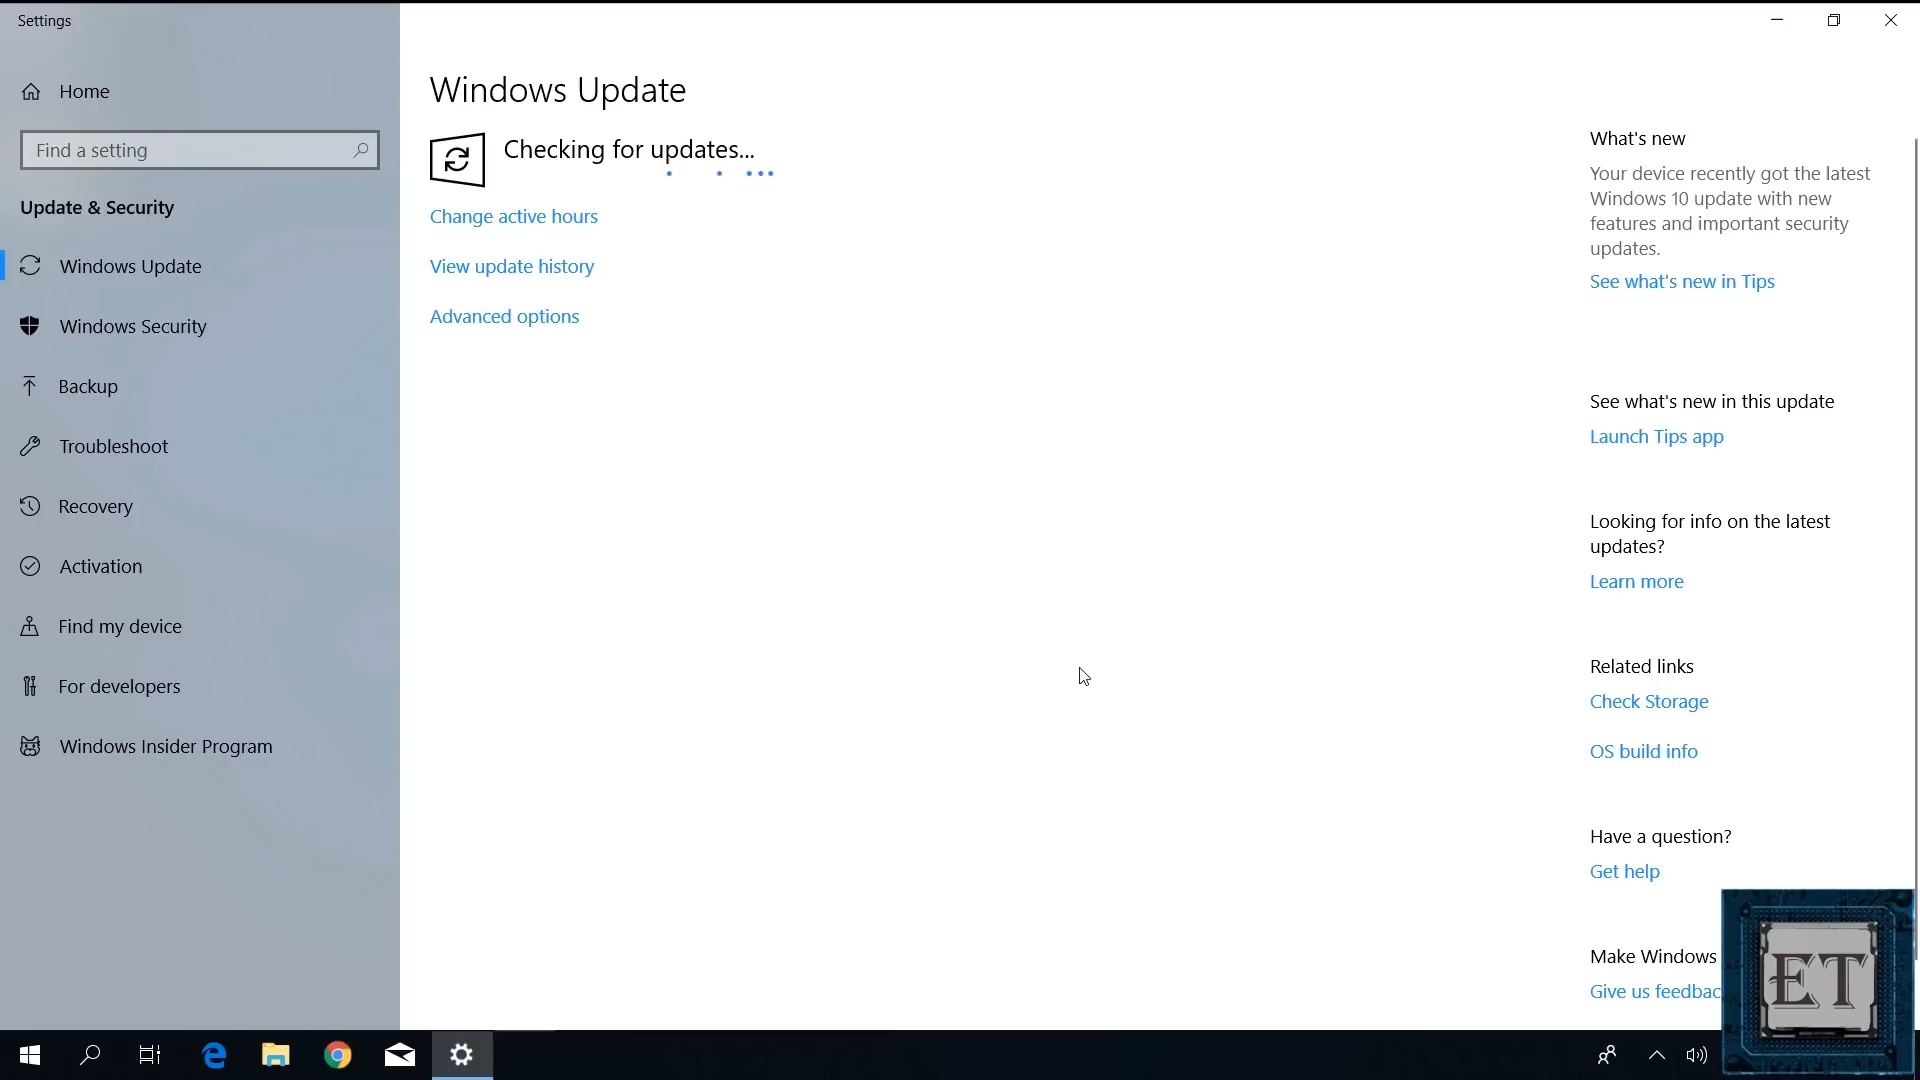 Settings
Home
Find a setting
Update & Security
Windows Update
Windows Security
Backup
Troubleshoot
Recovery
Activation
Find my device
For developers
Windows Insider Program
Windows Update
Checking for updates...
Change active hours
View update history
Advanced options
What's new
Your device recently got the latest
Windows 10 update with new
features and important security
updates.
See what's new in Tips
See what's new in this update
Launch Tips app
Looking for info on the latest
updates?
Learn more
Related links
Check Storage
OS build info
Have a question?
Get help
Make Windows
Give us feedbac
ET